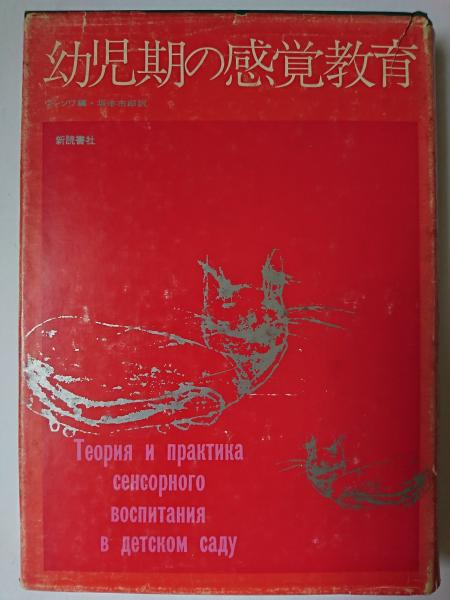 幼児期の感覚教育
新読書社
Теория и практика
сенсорного
воспитания
в детском саду